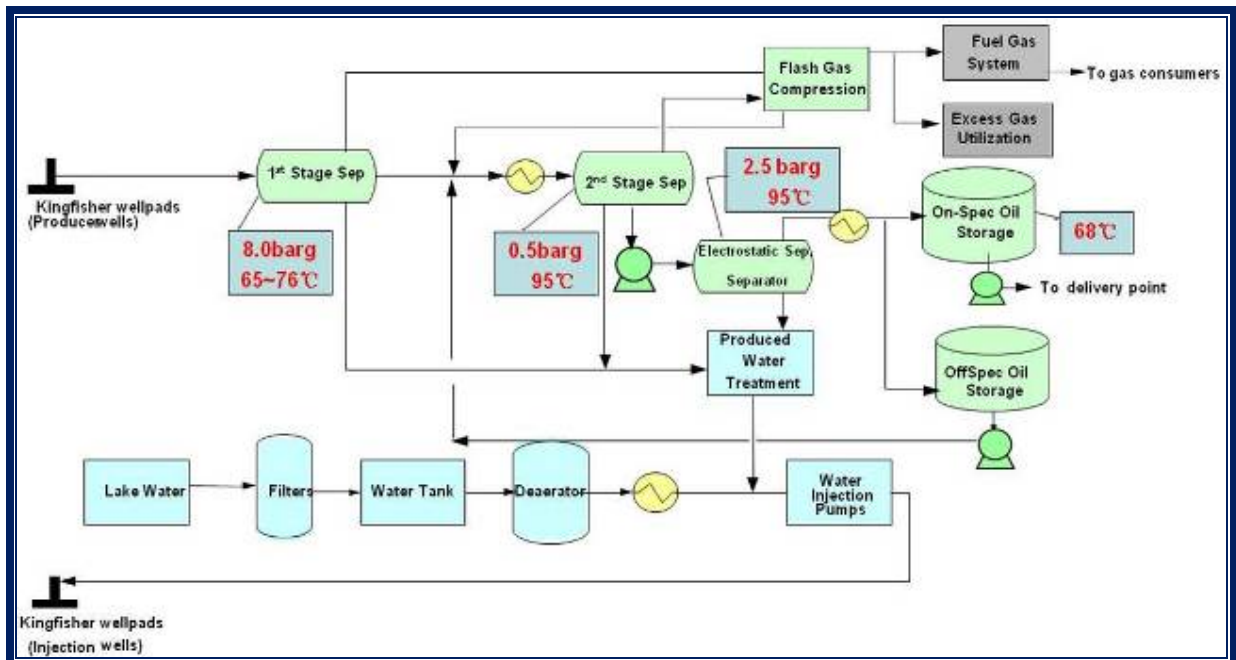 Fuel Gas
System
To gas consumers
Flash Gas
Compression
Excess Gas
Utilization
1st Stage Sep
2nd Stage Sep
2.5 barg
95℃
On-Spec Oil
Storage
68℃
Kingfisher wellpads
(Producerwells)
8.0barg
65~76℃
0.5barg
95℃
Electrostatic Sep,
Separator
To delivery point
Produced
Water
Treatment
OffSpec Oil
Storage
Lake Water
Filters
Water Tank
Deaerator
Water
Injection
Pumps
Kingfisher wellpads
(Injection wells)